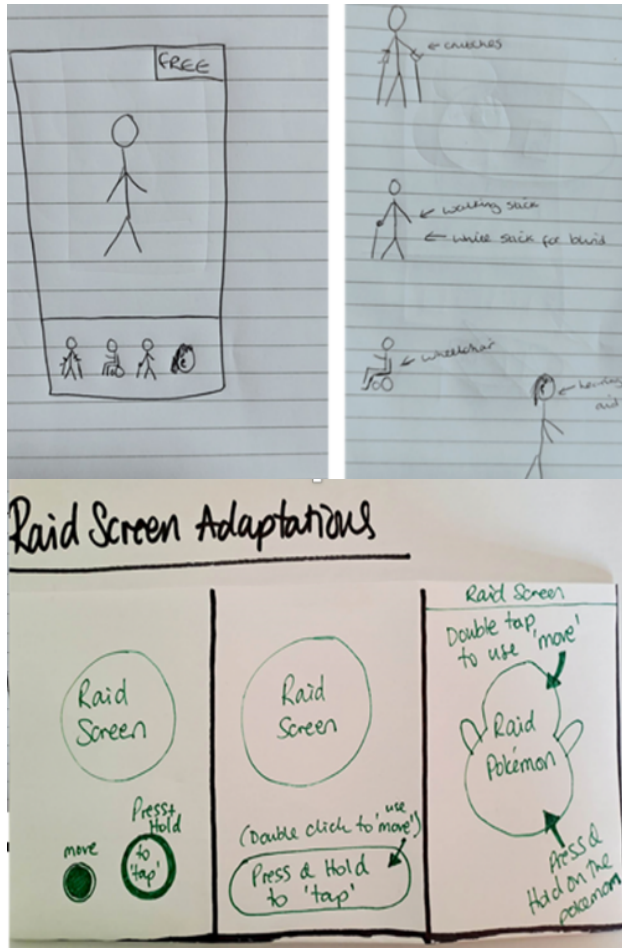 FREE
crutches
walking stick
white stick for blind
wheelchair
hearing
aid
Raid Screen Adaptations
Raid
Screen
Press+
Hold
to
'tap'
move
Raid
Screen
(Double click to use 'move')
Press & Hold
to 'tap'
Raid Screen
Double tap
to use 'move'
Raid
Pokémon
Press &
Hold on the
pokemon